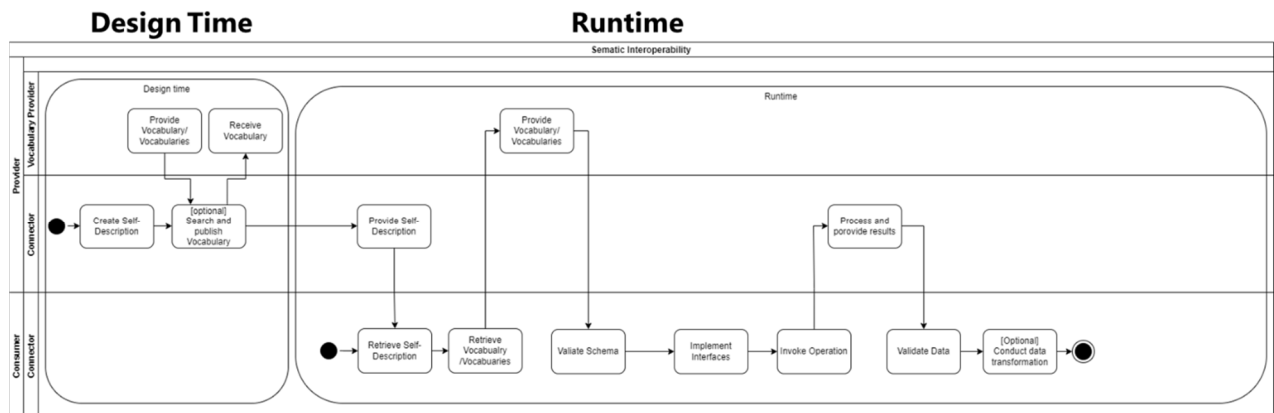 Design Time
Runtime
Sematic Interoperability
Provider
Vocabulary Provider
Design time
Provide
Vocabulary/
Vocabularies
Receive
Vocabulary
Runtime
Provide
Vocabulary/
Vocabularies
Connector
Create Self-
Description
[optional]
Search and
publish
Vocabulary
Provide Self-
Description
Process and
porovide results
Consumer
Connector
Retrieve Self-
Description
Retrieve
Vocabualry
/Vocabuaries
Valiate Schema
Implement
Interfaces
Invoke Operation
Validate Data
[Optional]
Conduct data
transformation